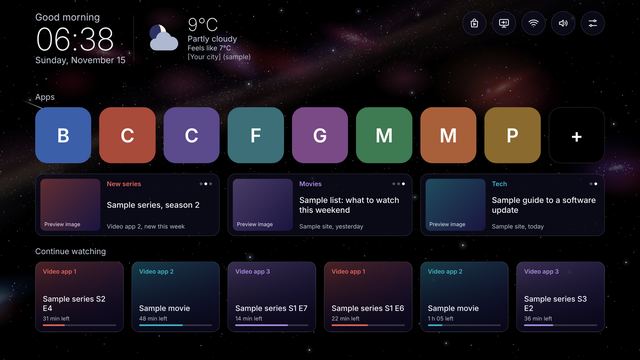 Good morning
06:38
Sunday, November 15
9°C
Partly cloudy
Feels like 7°C
[Your city] (sample)
Apps
B
C
C
F
G
M
M
P
+
New series
Sample series, season 2
Video app 2, new this week
Preview image
Movies
Sample list: what to watch
this weekend
Sample site, yesterday
Preview image
Tech
Sample guide to a software
update
Sample site, today
Preview image
Continue watching
Video app 1
Sample series S2
E4
31 min left
Video app 2
Sample movie
48 min left
Video app 3
Sample series S1 E7
14 min left
Video app 1
Sample series S1 E6
22 min left
Video app 2
Sample movie
1 h 05 left
Video app 3
Sample series S3
E2
36 min left